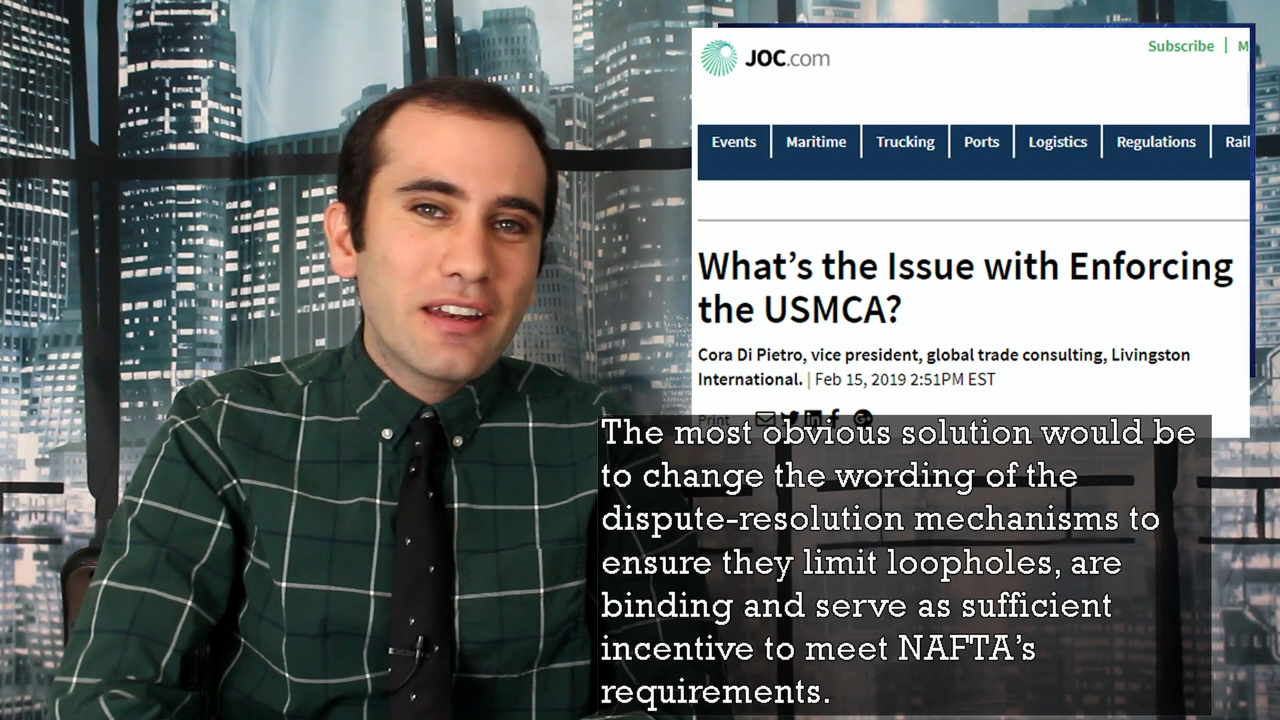 JOC.com
Subscribe | M
Events
Maritime
Trucking
Ports
Logistics
Regulations
Rail
What's the Issue with Enforcing
the USMCA?
Cora Di Pietro, vice president, global trade consulting, Livingston
International. | Feb 15, 2019 2:51PM EST
Print
The most obvious solution would be
to change the wording of the
dispute-resolution mechanisms to
ensure they limit loopholes, are
binding and serve as sufficient
incentive to meet NAFTA's
requirements.